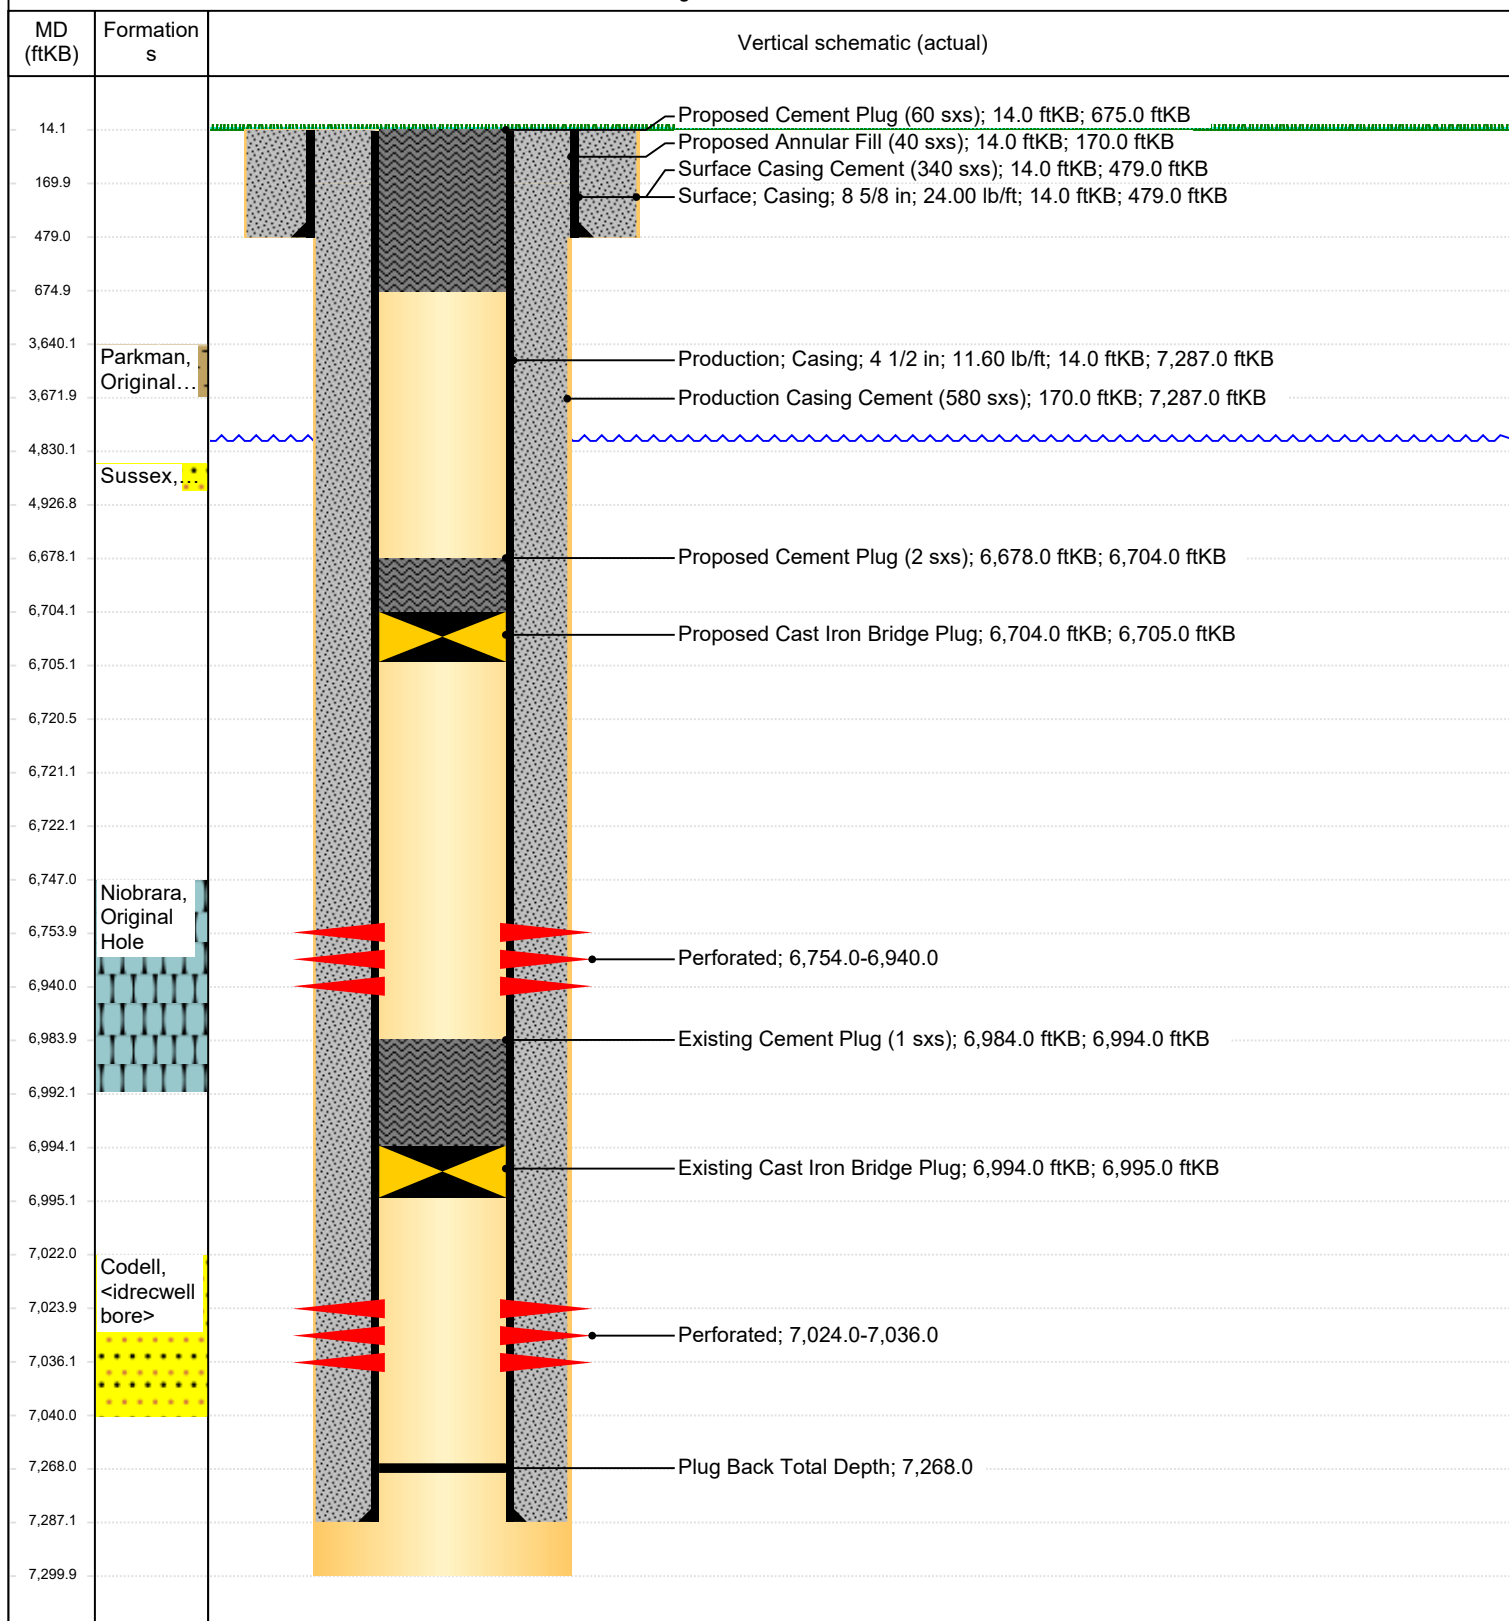 MD
(ftKB)
Formation
s
Vertical schematic (actual)
14.1
169.9
479.0
674.9
3,640.1
3,671.9
4,830.1
4,926.8
6,678.1
6,704.1
6,705.1
6,720.5
6,721.1
6,722.1
6,747.0
6,753.9
6,940.0
6,983.9
6,992.1
6,994.1
6,995.1
7,022.0
7,023.9
7,036.1
7,040.0
7,268.0
7,287.1
7,299.9
Parkman,
Original...
Sussex,...
Niobrara,
Original
Hole
Codell,
<idrecwell
bore>
Proposed Cement Plug (60 sxs); 14.0 ftKB; 675.0 ftKB
Proposed Annular Fill (40 sxs); 14.0 ftKB; 170.0 ftKB
Surface Casing Cement (340 sxs); 14.0 ftKB; 479.0 ftKB
Surface; Casing; 8 5/8 in; 24.00 lb/ft; 14.0 ftKB; 479.0 ftKB
Production; Casing; 4 1/2 in; 11.60 lb/ft; 14.0 ftKB; 7,287.0 ftKB
Production Casing Cement (580 sxs); 170.0 ftKB; 7,287.0 ftKB
Proposed Cement Plug (2 sxs); 6,678.0 ftKB; 6,704.0 ftKB
Proposed Cast Iron Bridge Plug; 6,704.0 ftKB; 6,705.0 ftKB
Perforated; 6,754.0-6,940.0
Existing Cement Plug (1 sxs); 6,984.0 ftKB; 6,994.0 ftKB
Existing Cast Iron Bridge Plug; 6,994.0 ftKB; 6,995.0 ftKB
Perforated; 7,024.0-7,036.0
Plug Back Total Depth; 7,268.0